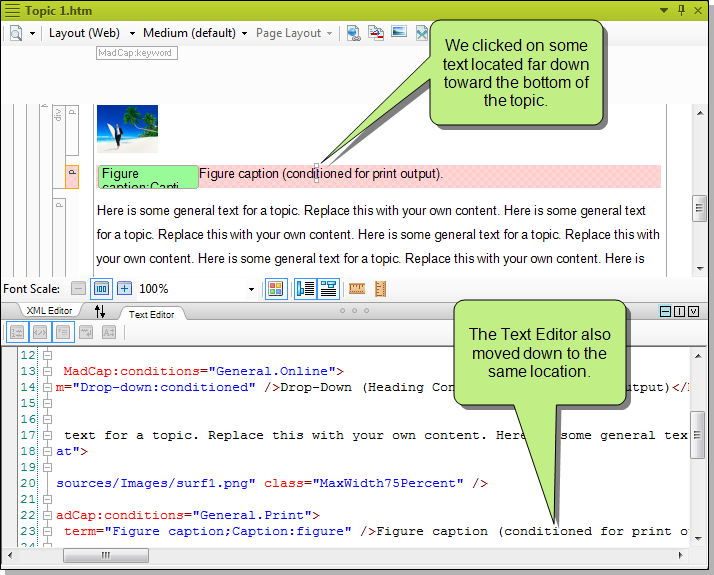 Topic 1.htm
Layout (Web) Medium (default) Page Layout
MadCap:keyword
We clicked on some
text located far down
toward the bottom of
the topic.
div
p
p
Figure
caption:Capti
Figure caption (conditioned for print output).
p
Here is some general text for a topic. Replace this with your own content. Here is some general text
for a topic. Replace this with your own content. Here is some general text for a topic. Replace this with
your own content. Here is some general text for a topic. Replace this with your own content. Here is
Font Scale: 100 100%
XML Editor Text Editor
The Text Editor also
moved down to the
same location.
12
13 MadCap:conditions="General.Online">
14 m="Drop-down:conditioned" />Drop-Down (Heading Con utput)</
15
16
17 text for a topic. Replace this with your own content. Here some general tex
18 at">
19
20 sources/Images/surf1.png" class="MaxWidth75Percent" />
21
22 adCap:conditions="General.Print">
23 term="Figure caption;Caption:figure" />Figure caption (conditioned for print o
24